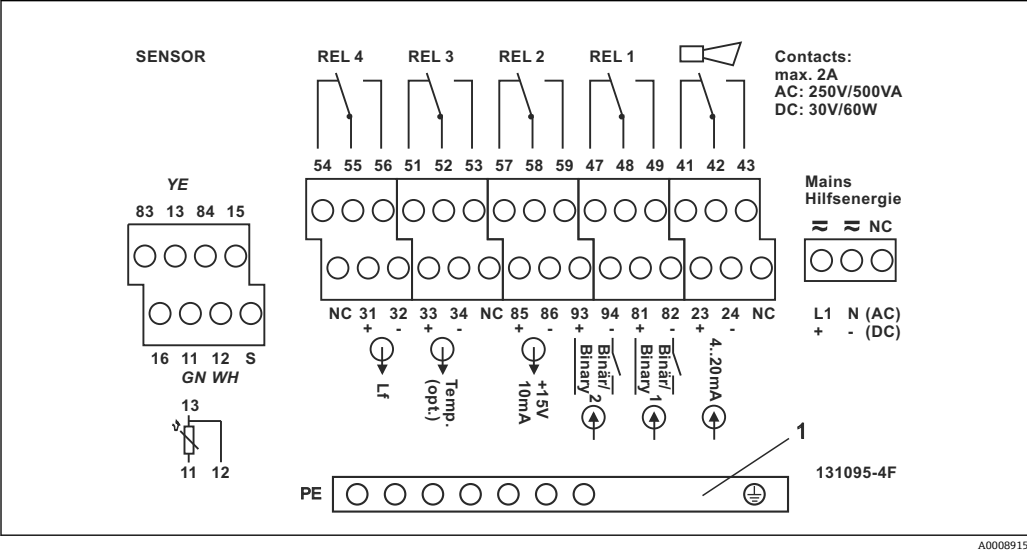 SENSOR
REL 4 REL 3 REL 2 REL 1
Contacts:
max. 2A
AC: 250V/500VA
DC: 30V/60W
54 55 56 51 52 53 57 58 59 47 48 49 41 42 43
YE
83 13 84 15
Mains
Hilfsenergie
≂ ≂ NC
NC 31 32 33 34 NC 85 86 93 94 81 82 23 24 NC
+ - + - + - + - + - + -
L1 N (AC)
+ - (DC)
16 11 12 S
GN WH
Lf
Temp.
(opt.)
+15V
10mA
Binär/
Binary 2
Binär/
Binary 1
4..20mA
13
11 12
1
131095-4F
PE
A0008915